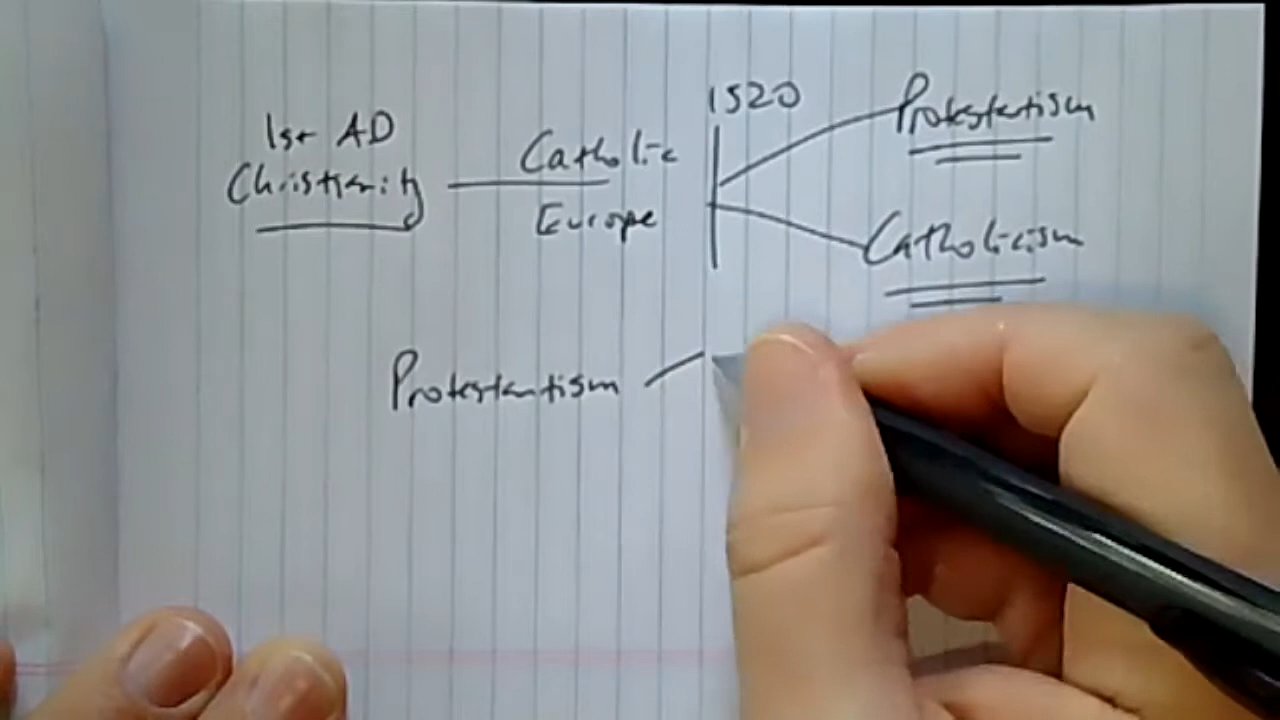 1st AD
Christianity
Catholic
Europe
1520
Protestantism
Catholicism
Protestantism